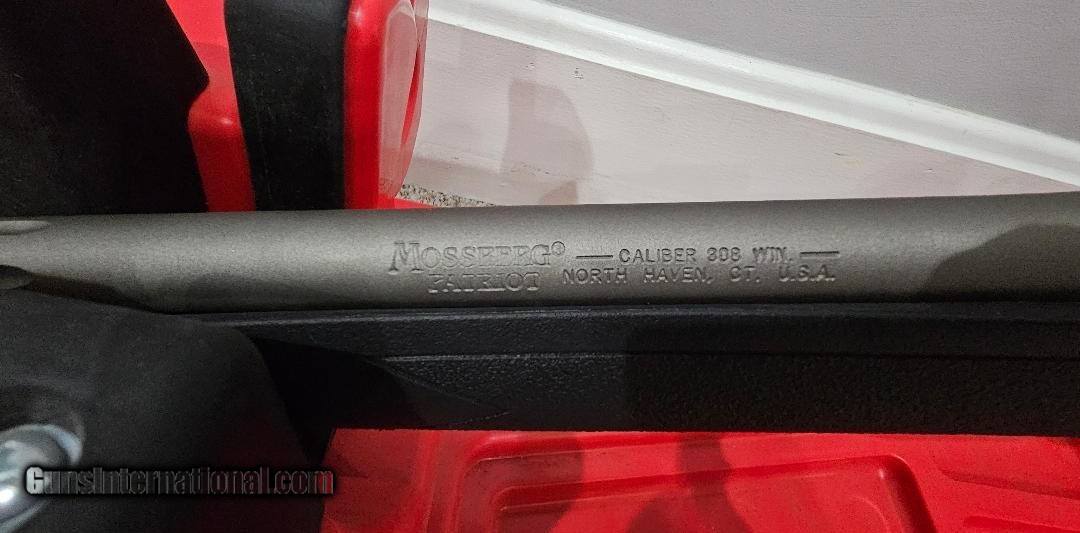 MOSSBERG® — CALIBER 308 WIN. —
PATRIOT NORTH HAVEN, CT. U.S.A.
GunsInternational.com